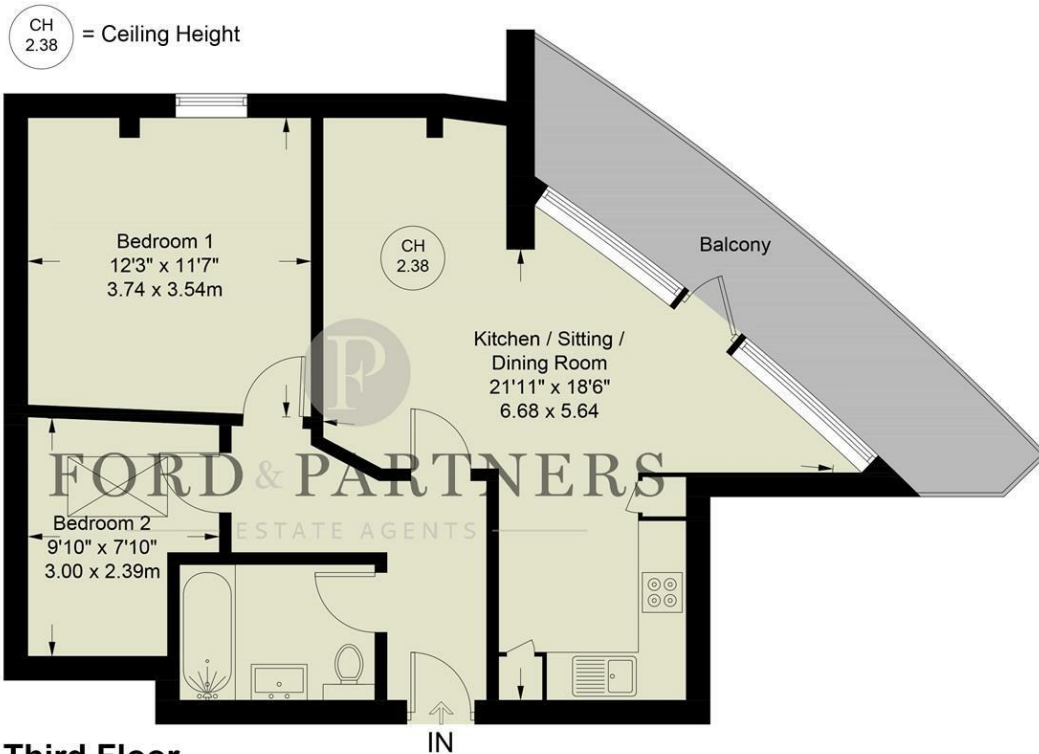 CH
2.38
= Ceiling Height
Bedroom 1
12'3" x 11'7"
3.74 x 3.54m
CH
2.38
Balcony
Kitchen / Sitting /
Dining Room
21'11" x 18'6"
6.68 x 5.64
P
FORD & PARTNERS
ESTATE AGENTS
Bedroom 2
9'10" x 7'10"
3.00 x 2.39m
IN
Third Floor